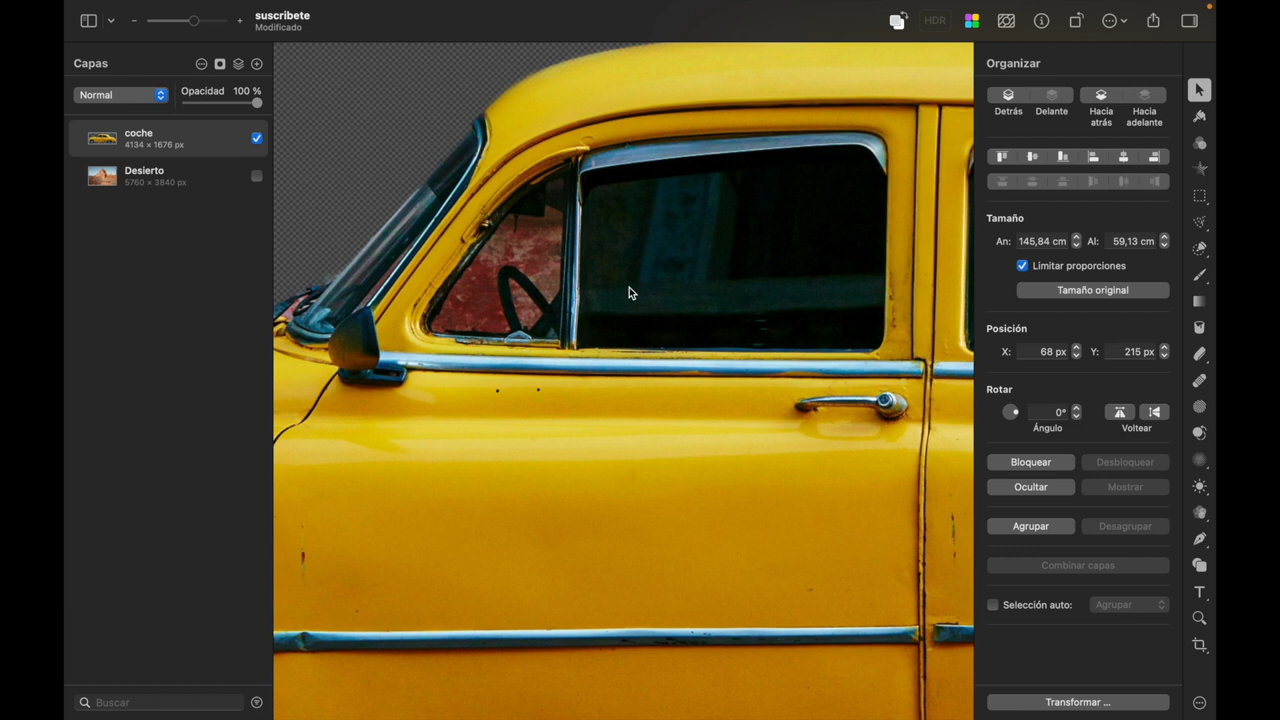 suscribete
Modificado
HDR
Capas
Normal
Opacidad 100 %
coche
4134 × 1676 px
Desierto
5760 × 3840 px
Buscar
Organizar
Detrás
Delante
Hacia atrás
Hacia adelante
Tamaño
An: 145,84 cm
Al: 59,13 cm
Limitar proporciones
Tamaño original
Posición
X: 68 px
Y: 215 px
Rotar
0°
Ángulo
Voltear
Bloquear
Desbloquear
Ocultar
Mostrar
Agrupar
Desagrupar
Combinar capas
Selección auto:
Agrupar
Transformar ...
T